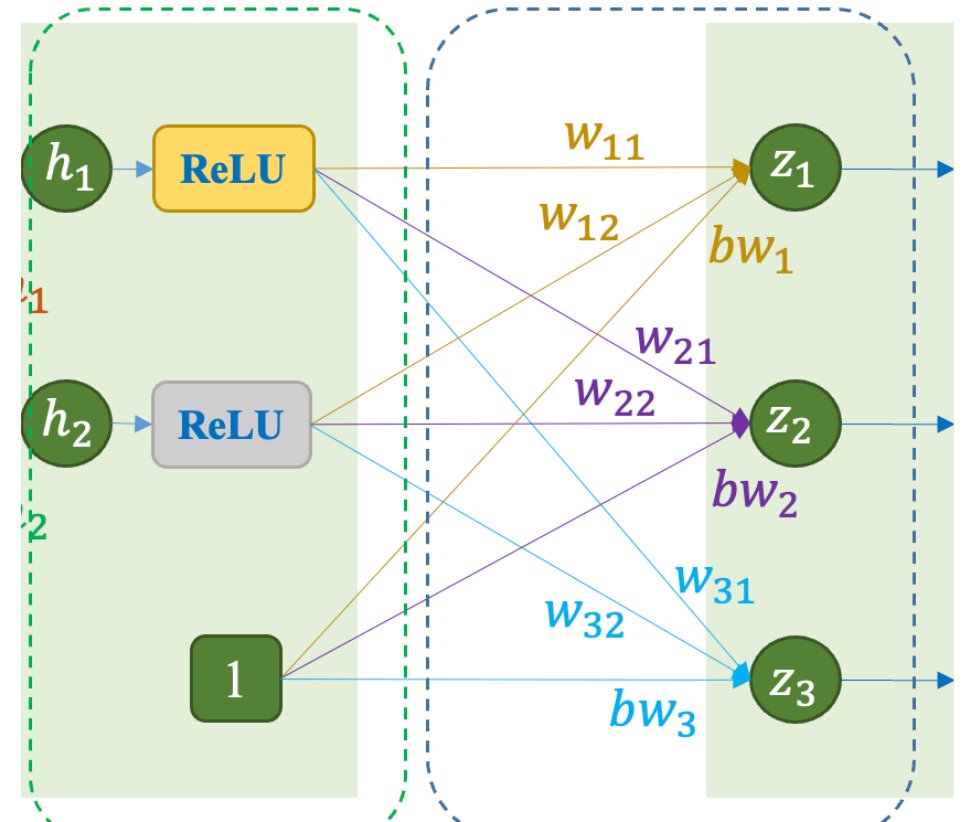 h₁ ReLU w₁₁ z₁
w₁₂ bw₁
w₂₁
h₂ ReLU w₂₂ z₂
bw₂
w₃₁
w₃₂
1 z₃
bw₃